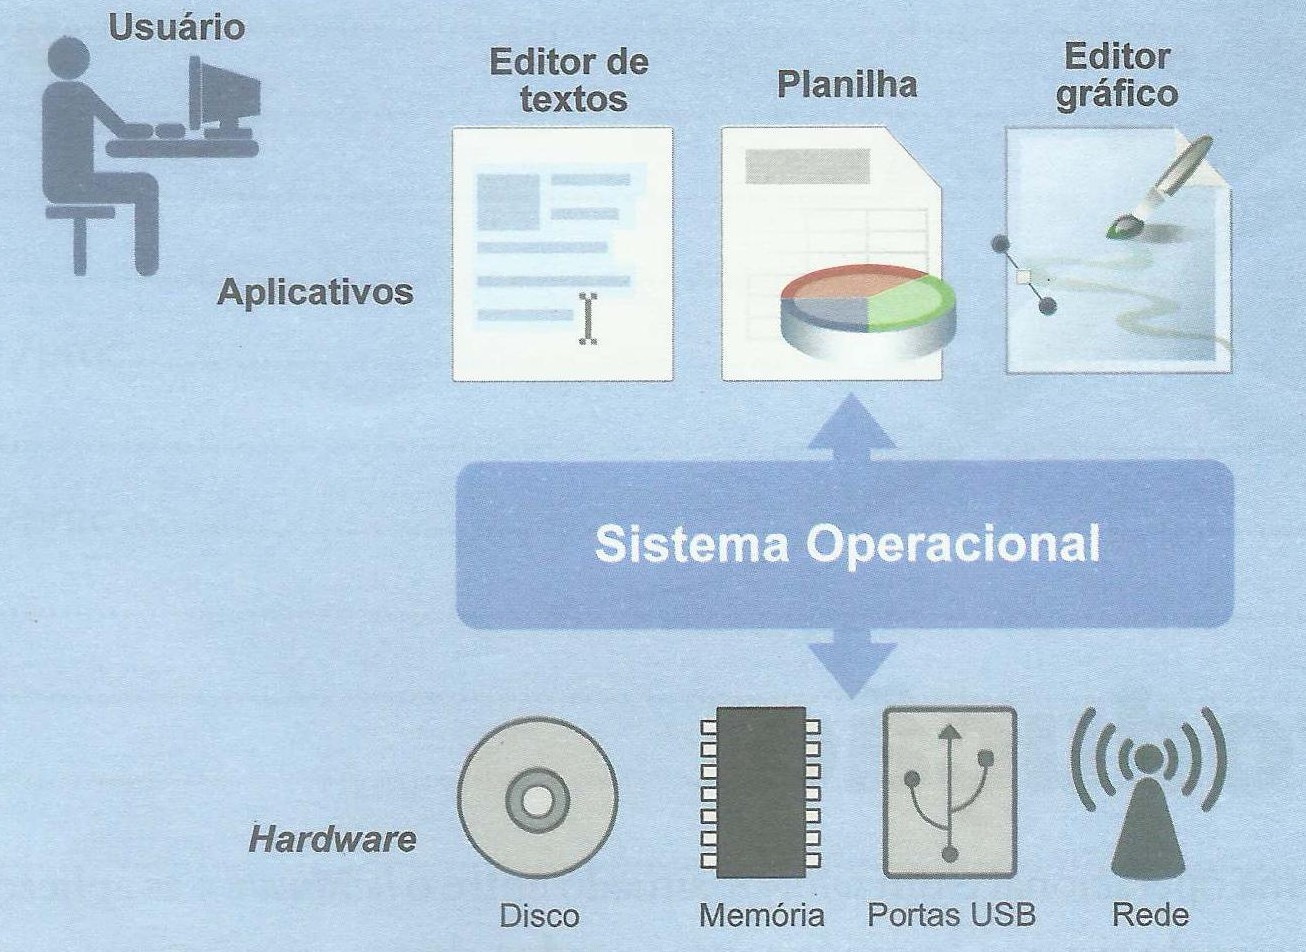 Usuário
Editor de
textos
Planilha
Editor
gráfico
Aplicativos
Sistema Operacional
Hardware
Disco
Memória
Portas USB
Rede